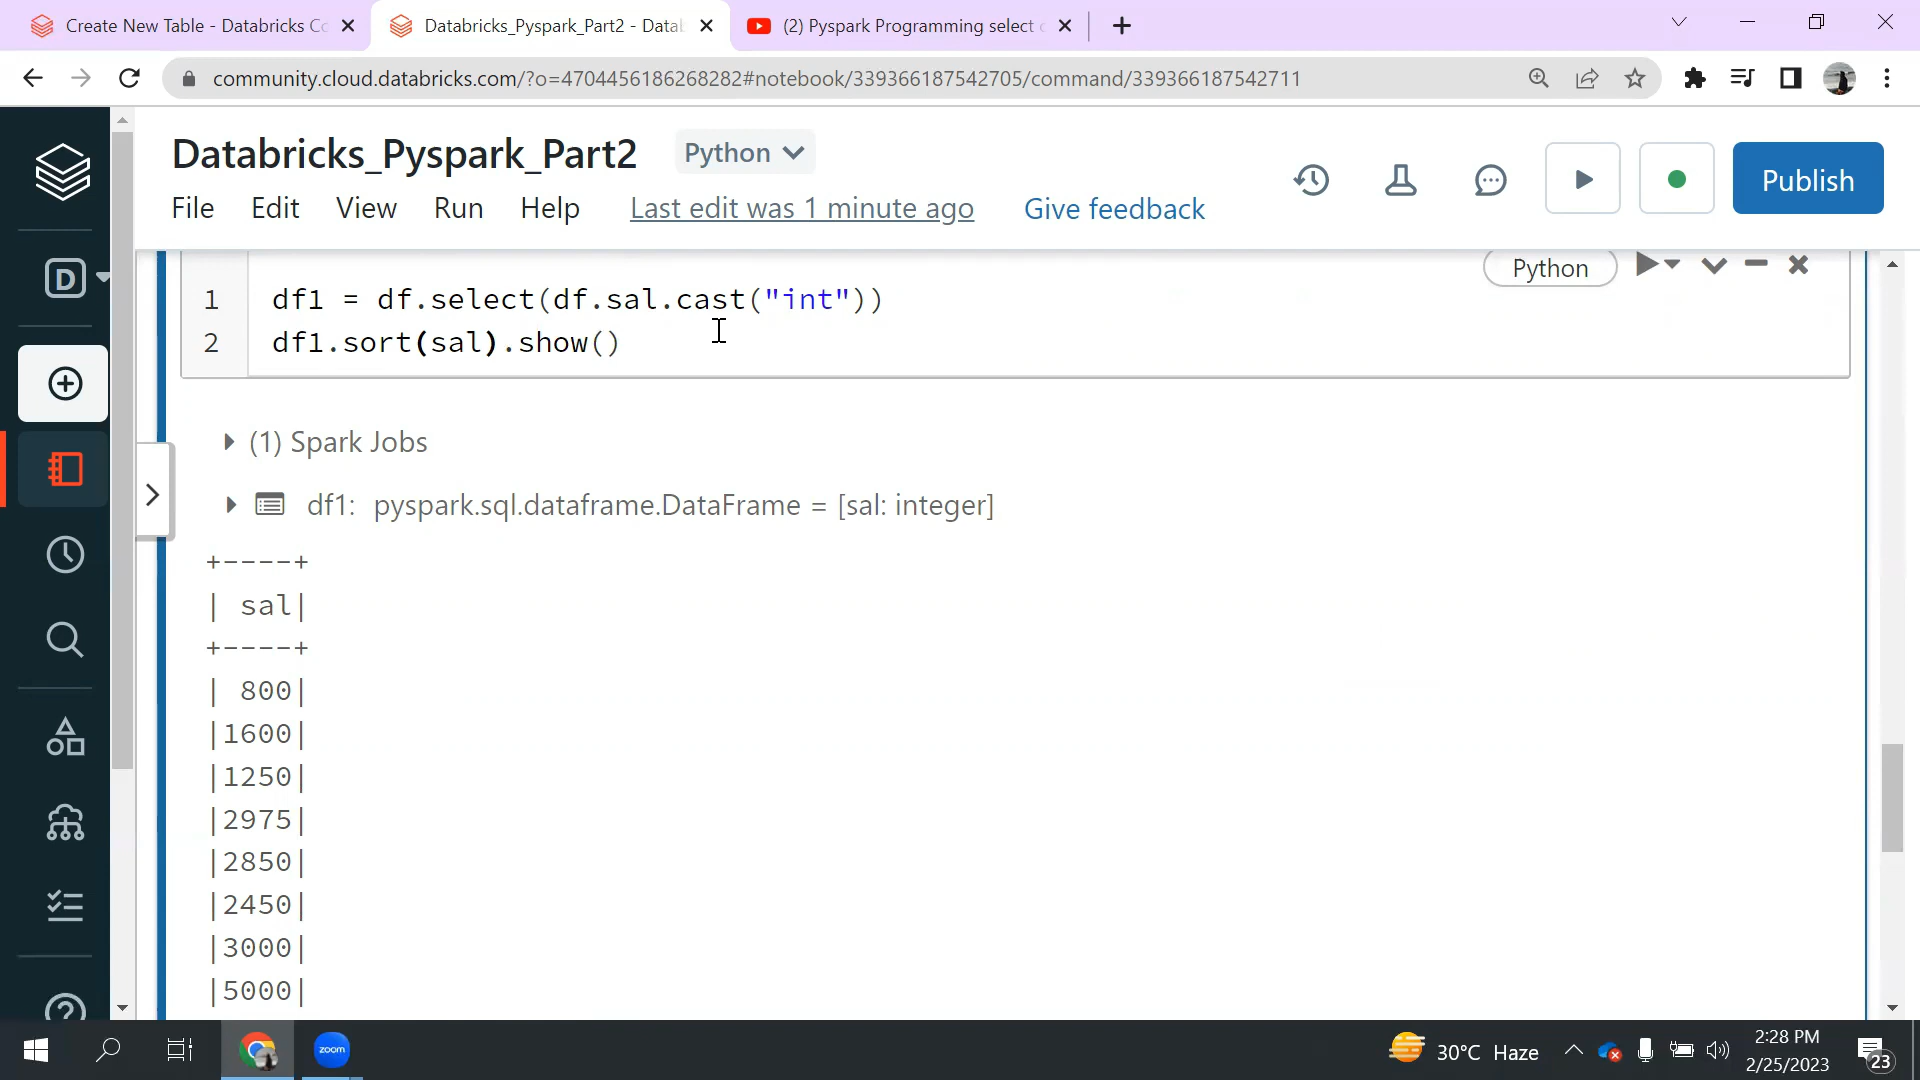 Create New Table - Databricks Co
Databricks_Pyspark_Part2 - Datab
(2) Pyspark Programming select c
community.cloud.databricks.com/?o=4704456186268282#notebook/339366187542705/command/339366187542711
Databricks_Pyspark_Part2
Python
Publish
File Edit View Run Help Last edit was 1 minute ago Give feedback
D
Python
1 df1 = df.select(df.sal.cast("int"))
2 df1.sort(sal).show()
(1) Spark Jobs
df1: pyspark.sql.dataframe.DataFrame = [sal: integer]
+----+
| sal|
+----+
| 800|
|1600|
|1250|
|2975|
|2850|
|2450|
|3000|
|5000|
zoom
30°C Haze
2:28 PM
2/25/2023
23